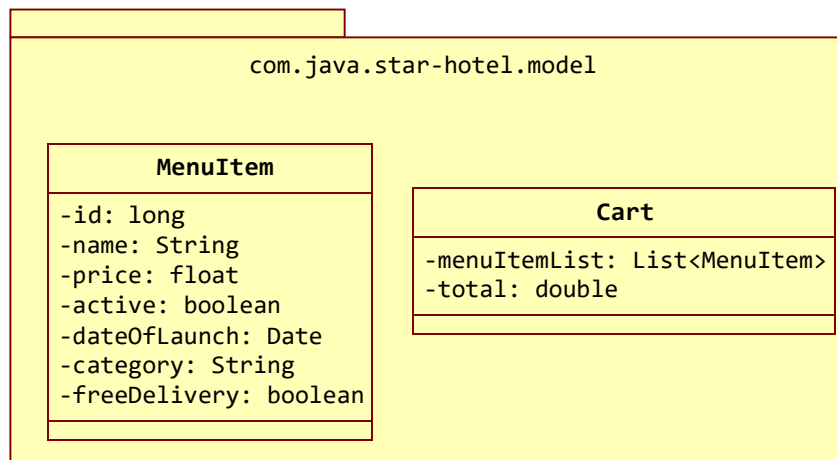 com.java.star-hotel.model
MenuItem
-id: long
-name: String
-price: float
-active: boolean
-dateOfLaunch: Date
-category: String
-freeDelivery: boolean
Cart
-menuItemList: List<MenuItem>
-total: double